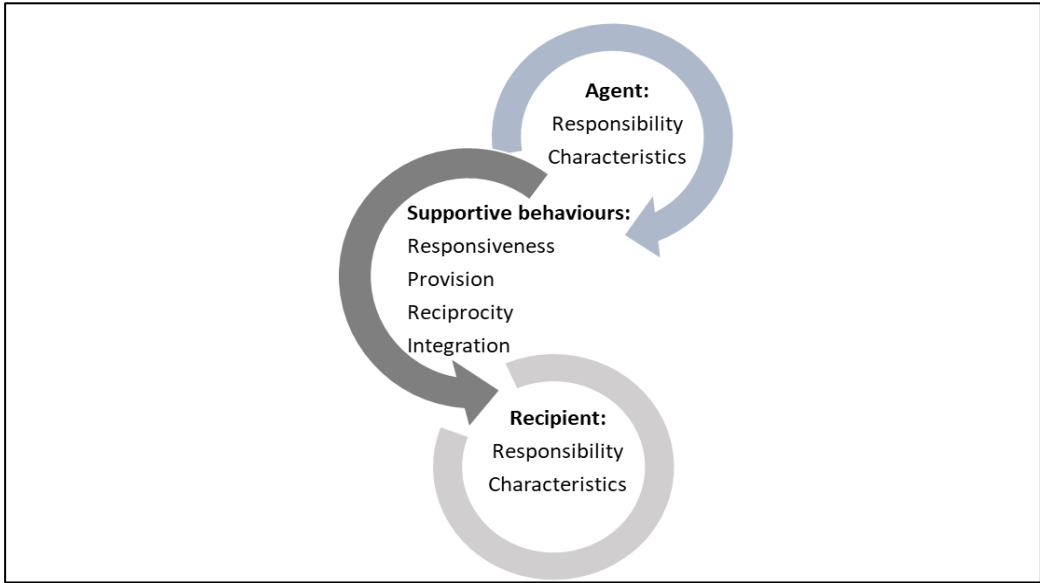 Agent:
Responsibility
Characteristics
Supportive behaviours:
Responsiveness
Provision
Reciprocity
Integration
Recipient:
Responsibility
Characteristics